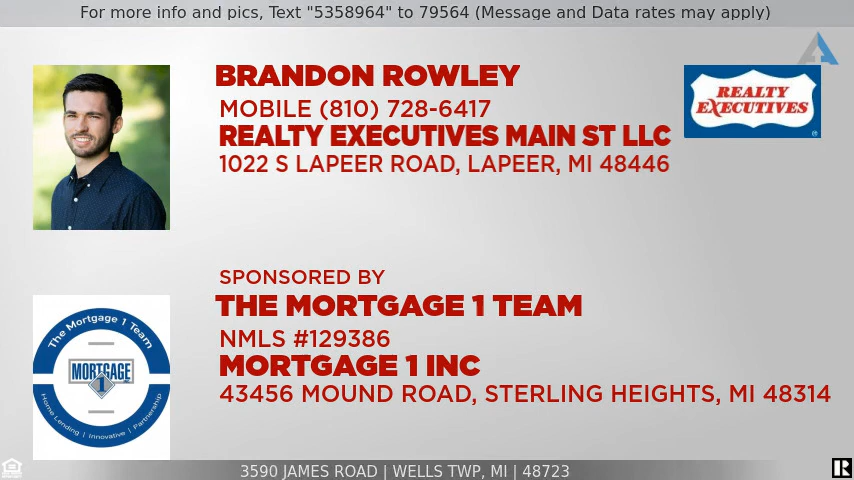 For more info and pics, Text "5358964" to 79564 (Message and Data rates may apply)
BRANDON ROWLEY
MOBILE (810) 728-6417
REALTY EXECUTIVES MAIN ST LLC
1022 S LAPEER ROAD, LAPEER, MI 48446
REALTY
EXECUTIVES
®
SPONSORED BY
THE MORTGAGE 1 TEAM
NMLS #129386
MORTGAGE 1 INC
43456 MOUND ROAD, STERLING HEIGHTS, MI 48314
The Mortgage 1 Team
MORTGAGE
1
Home Lending | Innovative | Partnership
3590 JAMES ROAD | WELLS TWP, MI | 48723